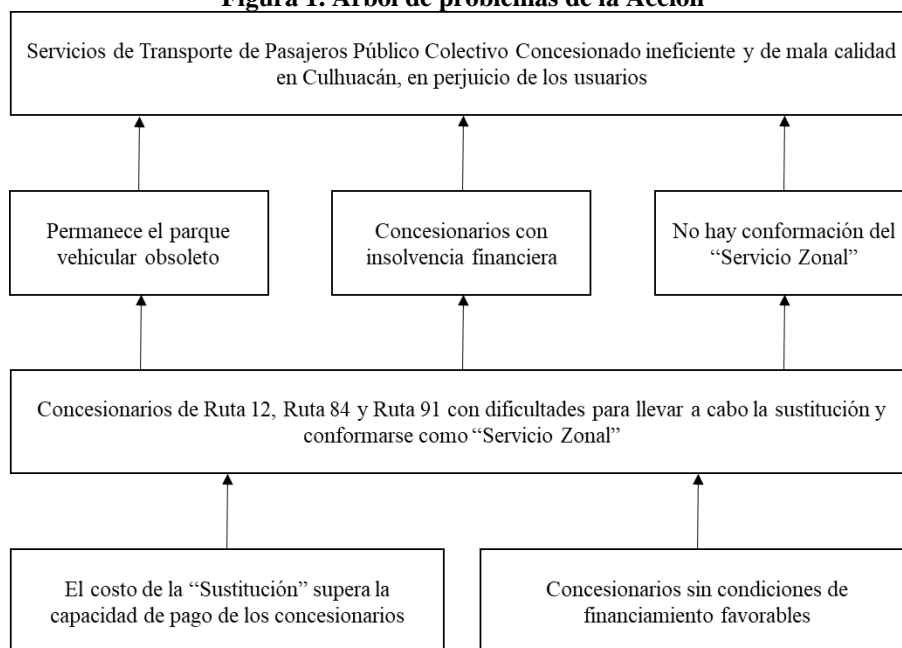 Figura 1. Árbol de problemas de la Acción
Servicios de Transporte de Pasajeros Público Colectivo Concesionado ineficiente y de mala calidad
en Culhuacán, en perjuicio de los usuarios
Permanece el parque
vehicular obsoleto
Concesionarios con
insolvencia financiera
No hay conformación del
“Servicio Zonal”
Concesionarios de Ruta 12, Ruta 84 y Ruta 91 con dificultades para llevar a cabo la sustitución y
conformarse como “Servicio Zonal”
El costo de la “Sustitución” supera la
capacidad de pago de los concesionarios
Concesionarios sin condiciones de
financiamiento favorables